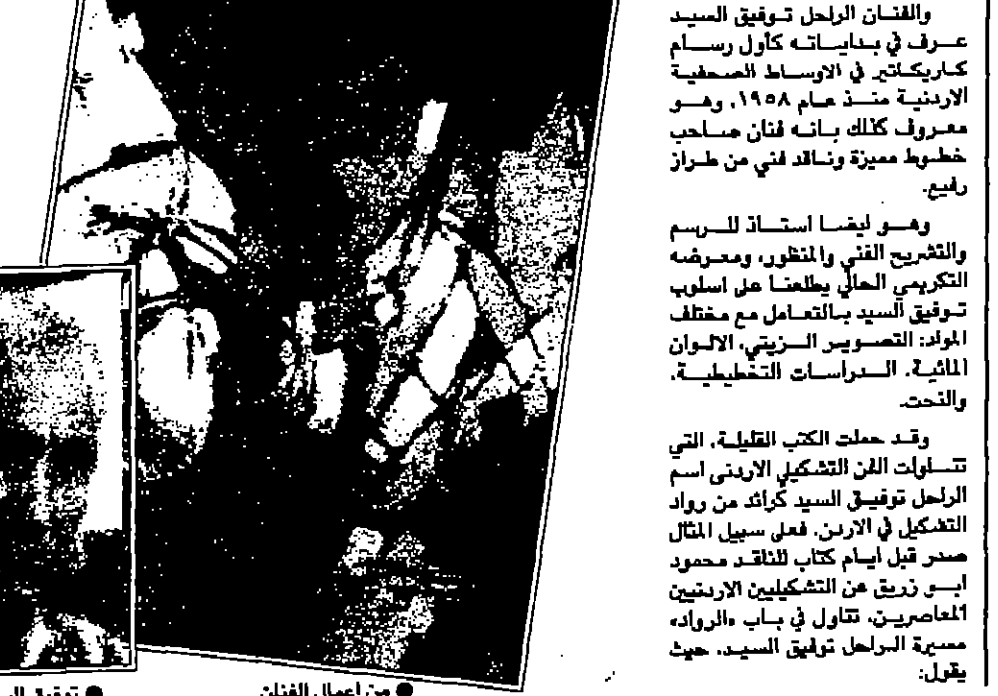 والفنان الراحل توفيق السيد
عرف في بداياته كأول رسام
كاريكاتير في الاوساط الصحفية
الاردنية منذ عام ١٩٥٨، وهو
معروف كذلك بانه فنان صاحب
خطوط مميزة وناقد فني من طراز
رفيع.
وهو ايضا استاذ للرسم
والتشريح الفني والمنظور، ومعرضه
التكريمي الحالي يطلعنا على اسلوب
توفيق السيد بالتعامل مع مختلف
المواد: التصوير الزيتي، الالوان
المائية، الدراسات التخطيطية،
والنحت.
وقد حملت الكتب القليلة، التي
تناولت الفن التشكيلي الاردني اسم
الراحل توفيق السيد كرائد من رواد
التشكيل في الاردن. فعلى سبيل المثال
صدر قبل ايام كتاب للناقد محمود
ابو زريق عن التشكيليين الاردنيين
المعاصرين، تناول في باب «الرواد»
مسيرة الراحل توفيق السيد، حيث
يقول:
● من اعمال الفنان
● توفيق